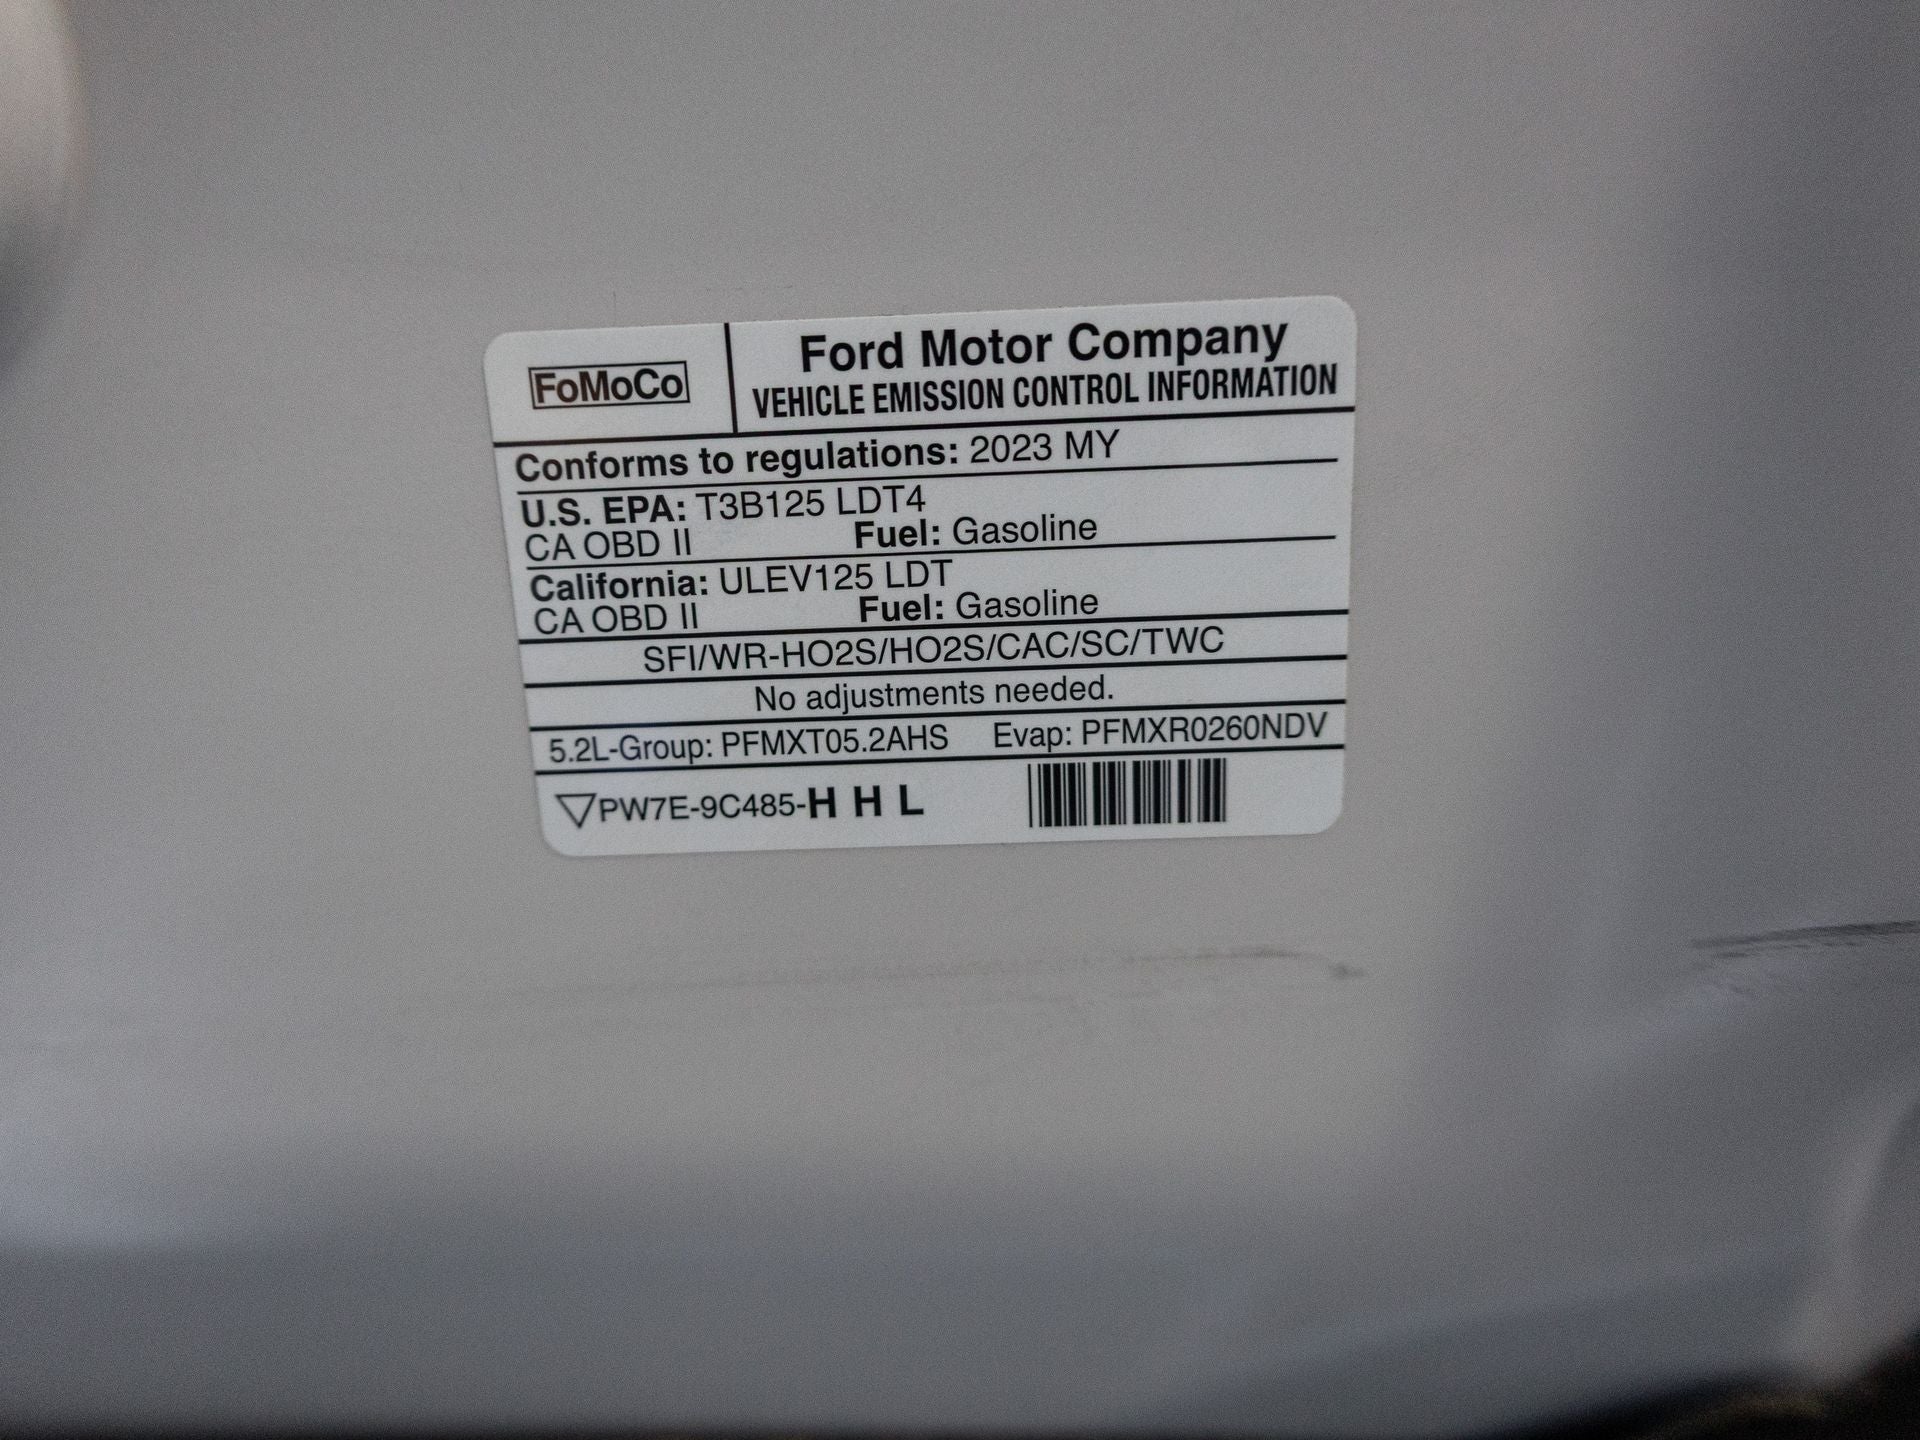 FoMoCo
Ford Motor Company
VEHICLE EMISSION CONTROL INFORMATION
Conforms to regulations: 2023 MY
U.S. EPA: T3B125 LDT4
CA OBD II Fuel: Gasoline
California: ULEV125 LDT
CA OBD II Fuel: Gasoline
SFI/WR-HO2S/HO2S/CAC/SC/TWC
No adjustments needed.
5.2L-Group: PFMXT05.2AHS Evap: PFMXR0260NDV
PW7E-9C485-H H L